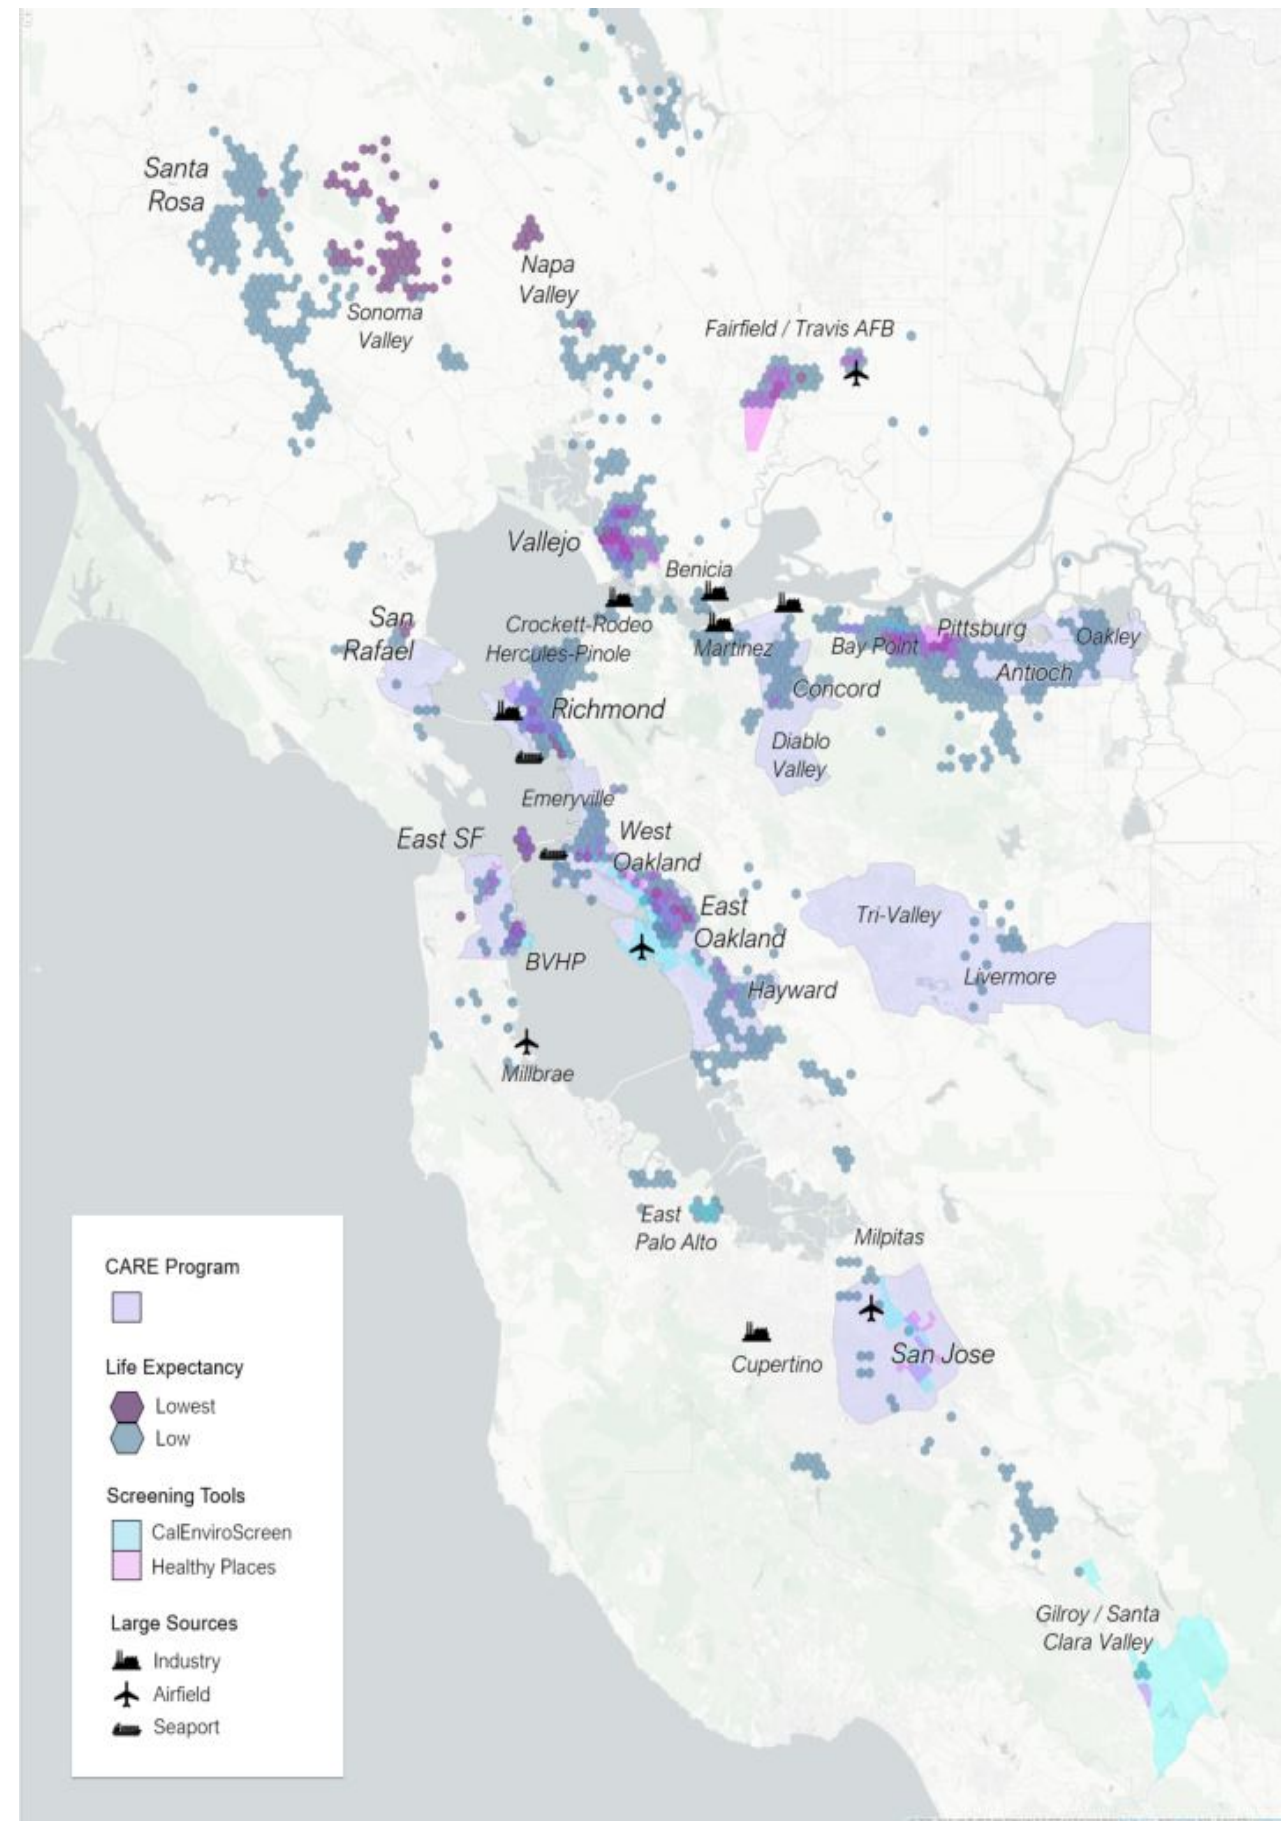 Santa
Rosa
Napa
Valley
Sonoma
Valley
Fairfield / Travis AFB
Vallejo
Benicia
San
Rafael
Crockett-Rodeo
Hercules-Pinole
Martinez
Bay Point
Pittsburg
Oakley
Antioch
Concord
Richmond
Diablo
Valley
Emeryville
East SF
West
Oakland
East
Oakland
Tri-Valley
BVHP
Hayward
Livermore
Millbrae
East
Palo Alto
Milpitas
Cupertino
San Jose
Gilroy / Santa
Clara Valley
CARE Program
Life Expectancy
Lowest
Low
Screening Tools
CalEnviroScreen
Healthy Places
Large Sources
Industry
Airfield
Seaport